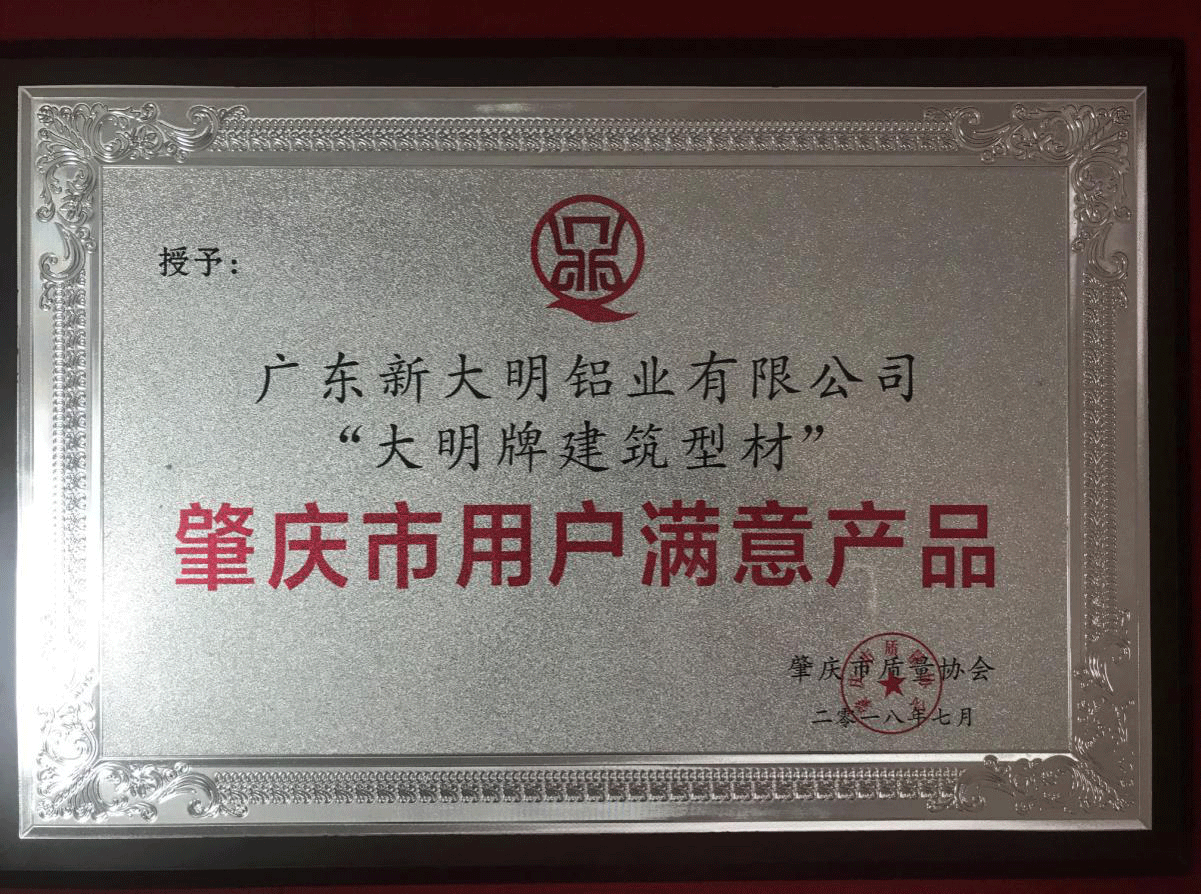 授予：
广东新大明铝业有限公司
“大明牌建筑型材”
肇庆市用户满意产品
肇庆市质量协会
二零一八年七月